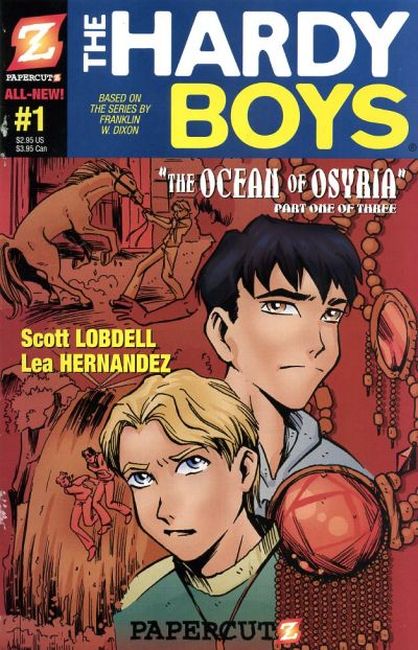 Z
PAPERCUTZ
ALL-NEW!
#1
$2.95 US
$3.95 Can
THE
HARDY
BOYS
®
BASED ON
THE SERIES BY
FRANKLIN
W. DIXON
"THE OCEAN OF OSYRIA"
PART ONE OF THREE
Scott LOBDELL
Lea HERNANDEZ
PAPERCUTZ